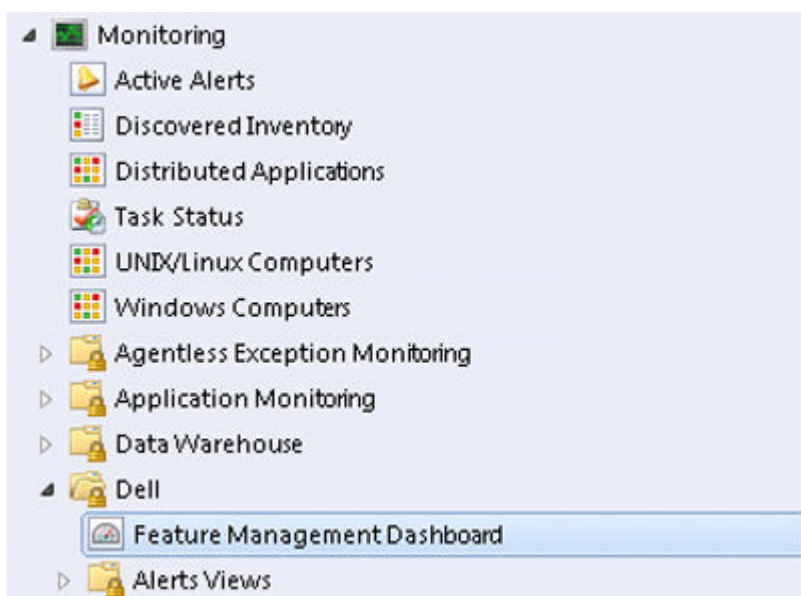 Monitoring
Active Alerts
Discovered Inventory
Distributed Applications
Task Status
UNIX/Linux Computers
Windows Computers
Agentless Exception Monitoring
Application Monitoring
Data Warehouse
Dell
Feature Management Dashboard
Alerts Views